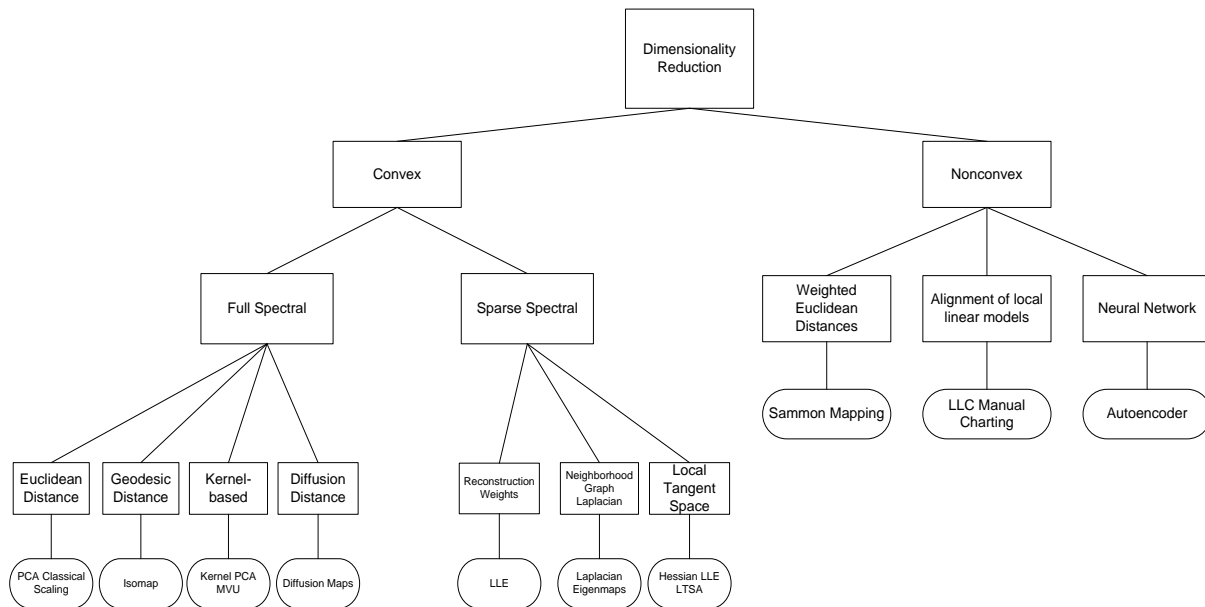 Dimensionality
Reduction
Convex
Nonconvex
Full Spectral
Sparse Spectral
Weighted
Euclidean
Distances
Alignment of local
linear models
Neural Network
Sammon Mapping
LLC Manual
Charting
Autoencoder
Euclidean
Distance
Geodesic
Distance
Kernel-
based
Diffusion
Distance
Reconstruction
Weights
Neighborhood
Graph
Laplacian
Local
Tangent
Space
PCA Classical
Scaling
Isomap
Kernel PCA
MVU
Diffusion Maps
LLE
Laplacian
Eigenmaps
Hessian LLE
LTSA